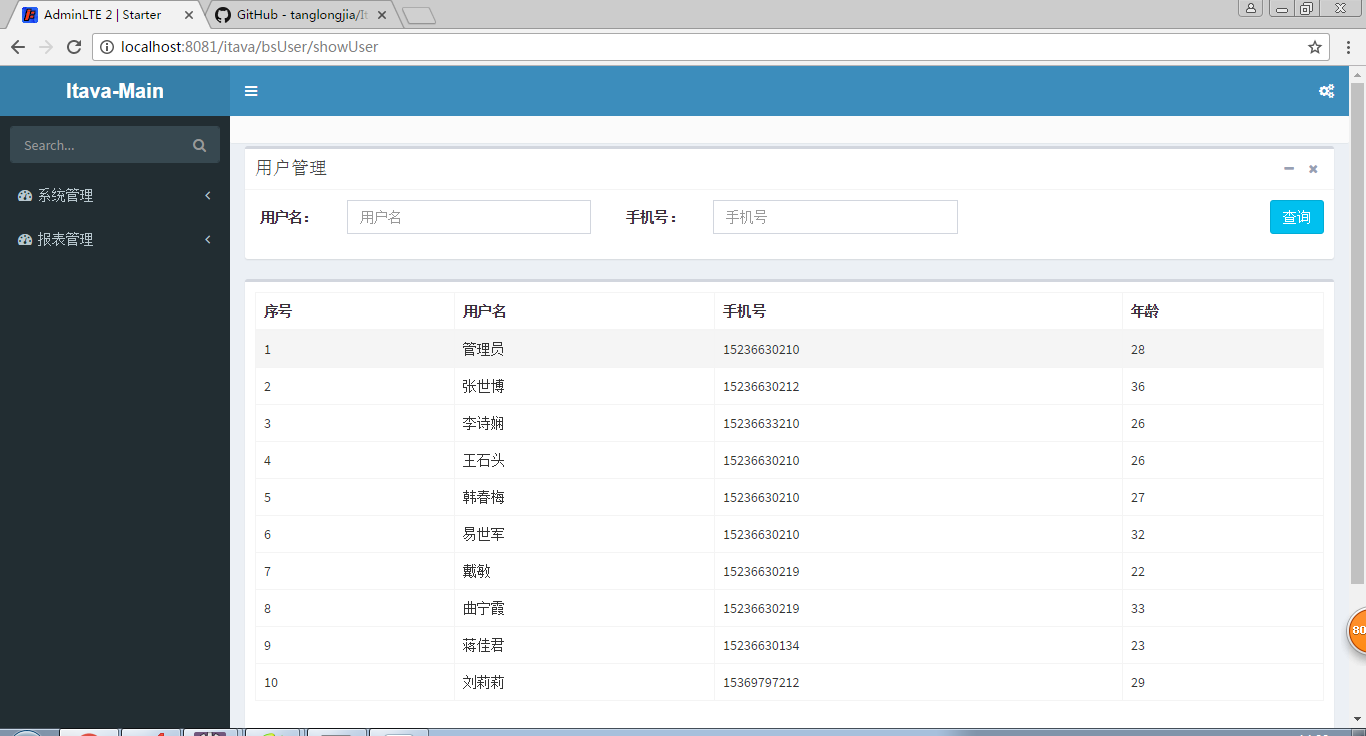 AdminLTE 2 | Starter
GitHub - tanglongjia/It
localhost:8081/itava/bsUser/showUser
Itava-Main
Search...
系统管理
报表管理
用户管理
用户名： 用户名 手机号： 手机号 查询
序号 用户名 手机号 年龄
1 管理员 15236630210 28
2 张世博 15236630212 36
3 李诗娴 15236633210 26
4 王石头 15236630210 26
5 韩春梅 15236630210 27
6 易世军 15236630210 32
7 戴敏 15236630219 22
8 曲宁霞 15236630219 33
9 蒋佳君 15236630134 23
10 刘莉莉 15369797212 29
80